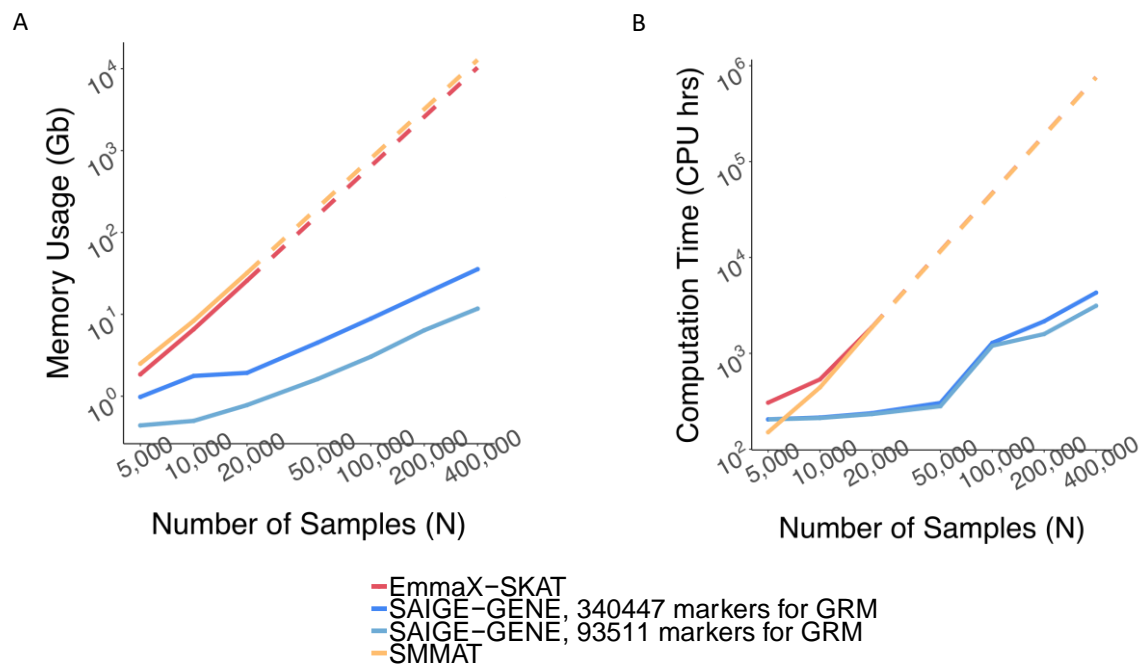 A
B
Memory Usage (Gb)
10^4
10^3
10^2
10^1
10^0
5,000
10,000
20,000
50,000
100,000
200,000
400,000
Number of Samples (N)
Computation Time (CPU hrs)
10^6
10^5
10^4
10^3
10^2
5,000
10,000
20,000
50,000
100,000
200,000
400,000
Number of Samples (N)
EmmaX−SKAT
SAIGE−GENE, 340447 markers for GRM
SAIGE−GENE, 93511 markers for GRM
SMMAT